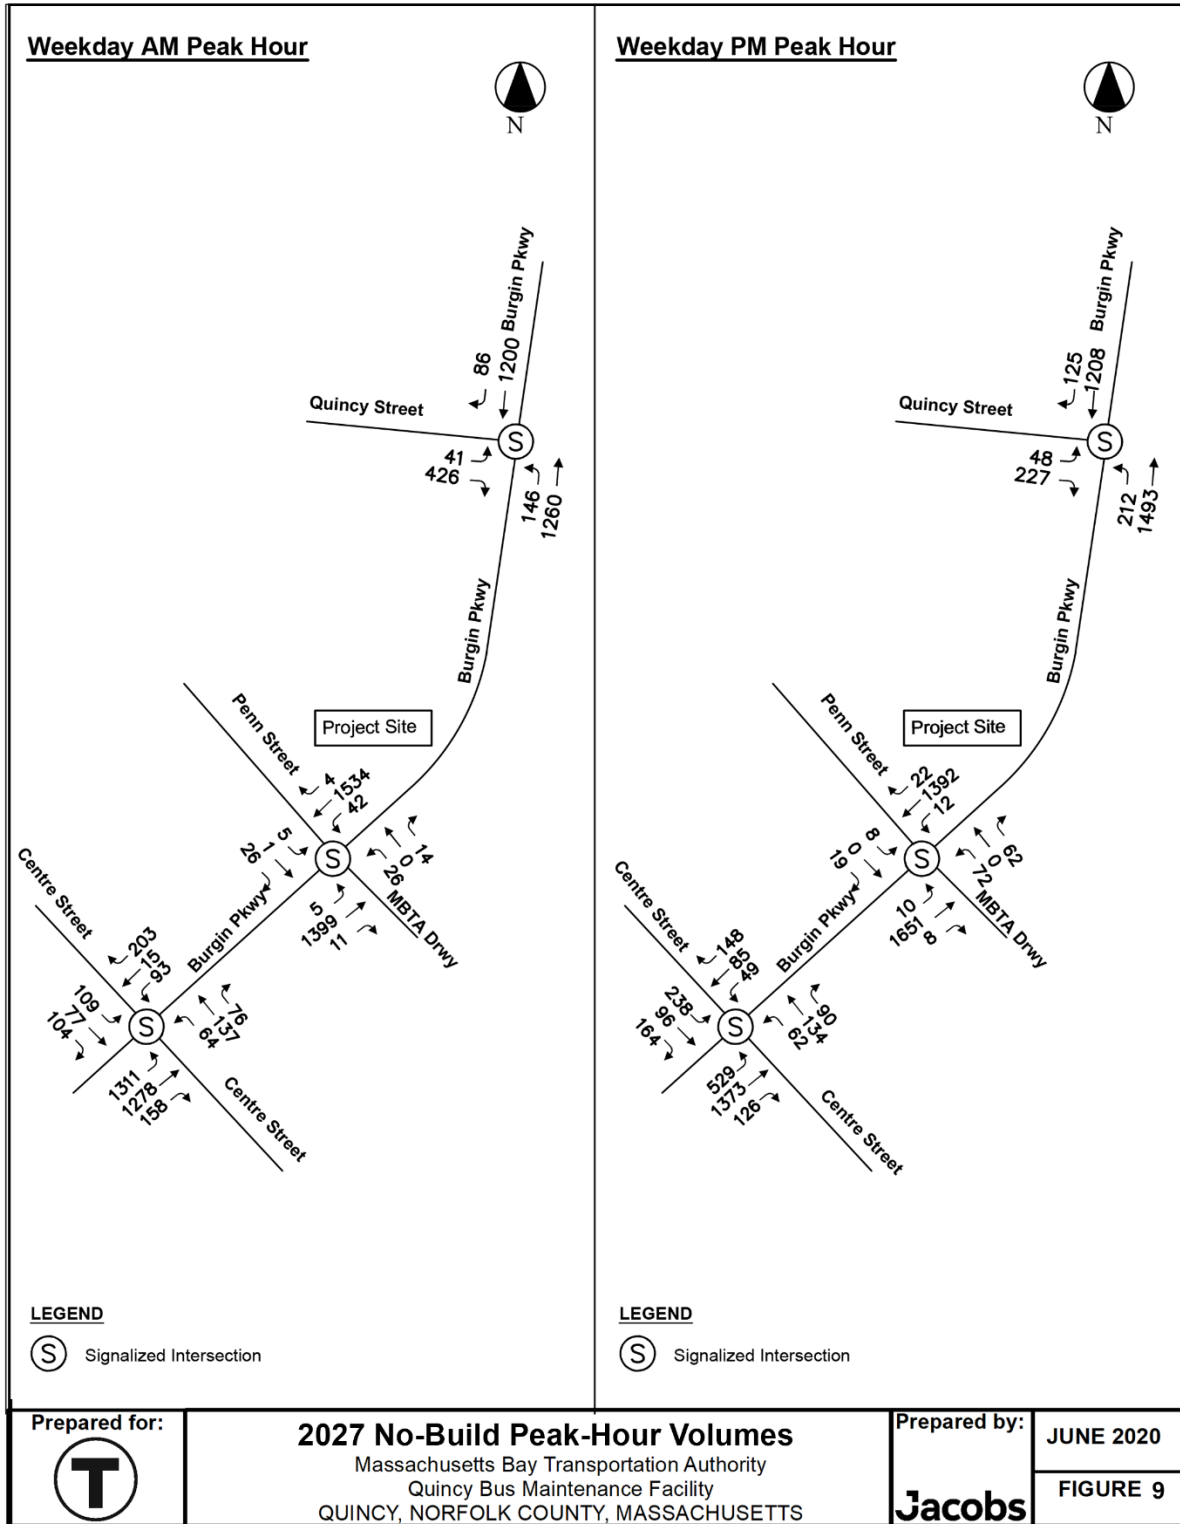 Weekday AM Peak Hour
N
Burgin Pkwy
86
1200
Quincy Street
S
41
426
146
1260
Burgin Pkwy
Penn Street
Project Site
4
1534
42
5
1
26
S
14
0
26
MBTA Drwy
5
1399
11
Burgin Pkwy
Centre Street
203
93
109
77
104
S
76
137
64
1311
1278
158
Centre Street
LEGEND
S Signalized Intersection
Weekday PM Peak Hour
N
Burgin Pkwy
125
1208
Quincy Street
S
48
227
212
1493
Burgin Pkwy
Penn Street
Project Site
22
1392
12
8
0
19
S
62
0
72
MBTA Drwy
10
1651
8
Burgin Pkwy
Centre Street
148
49
238
96
164
S
90
134
62
529
1373
126
Centre Street
LEGEND
S Signalized Intersection
Prepared for:
T
2027 No-Build Peak-Hour Volumes
Massachusetts Bay Transportation Authority
Quincy Bus Maintenance Facility
QUINCY, NORFOLK COUNTY, MASSACHUSETTS
Prepared by:
Jacobs
JUNE 2020
FIGURE 9